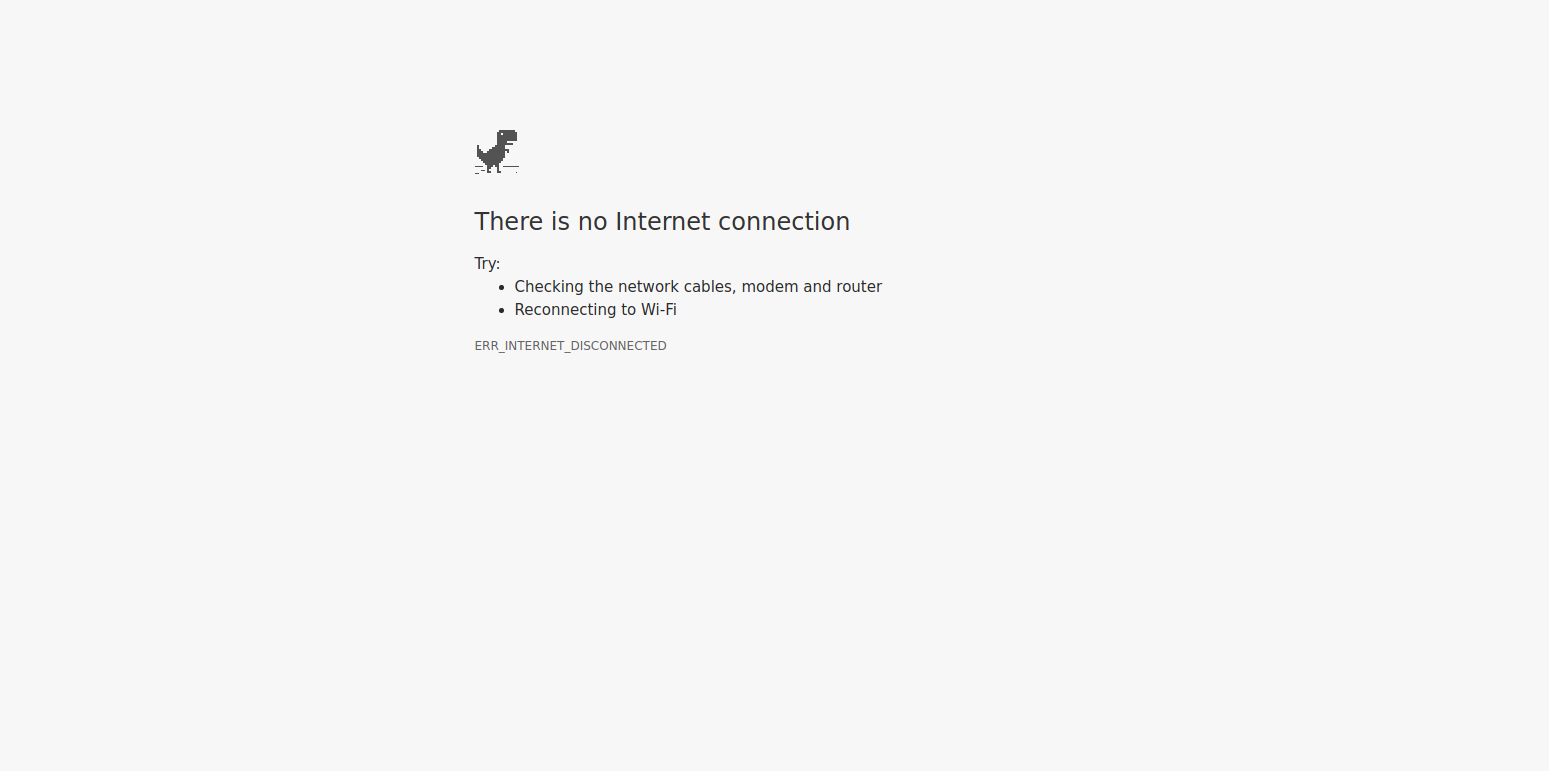 There is no Internet connection
Try:
Checking the network cables, modem and router
Reconnecting to Wi-Fi
ERR_INTERNET_DISCONNECTED